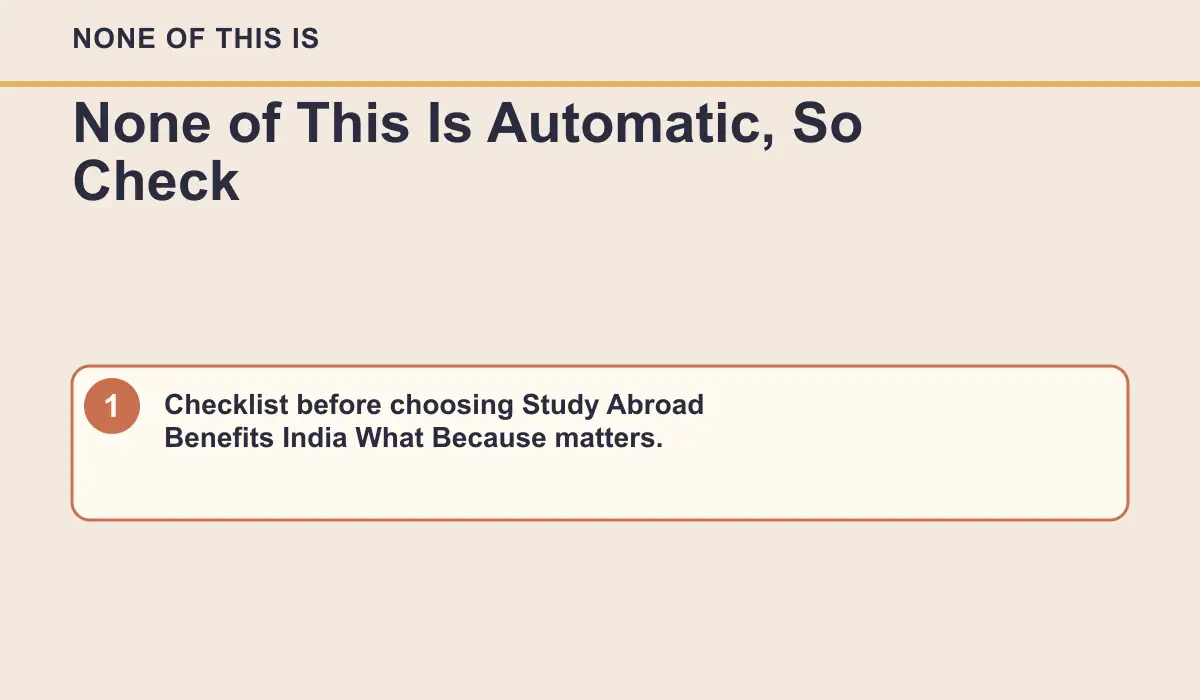 NONE OF THIS IS
None of This Is Automatic, So
Check
1
Checklist before choosing Study Abroad
Benefits India What Because matters.